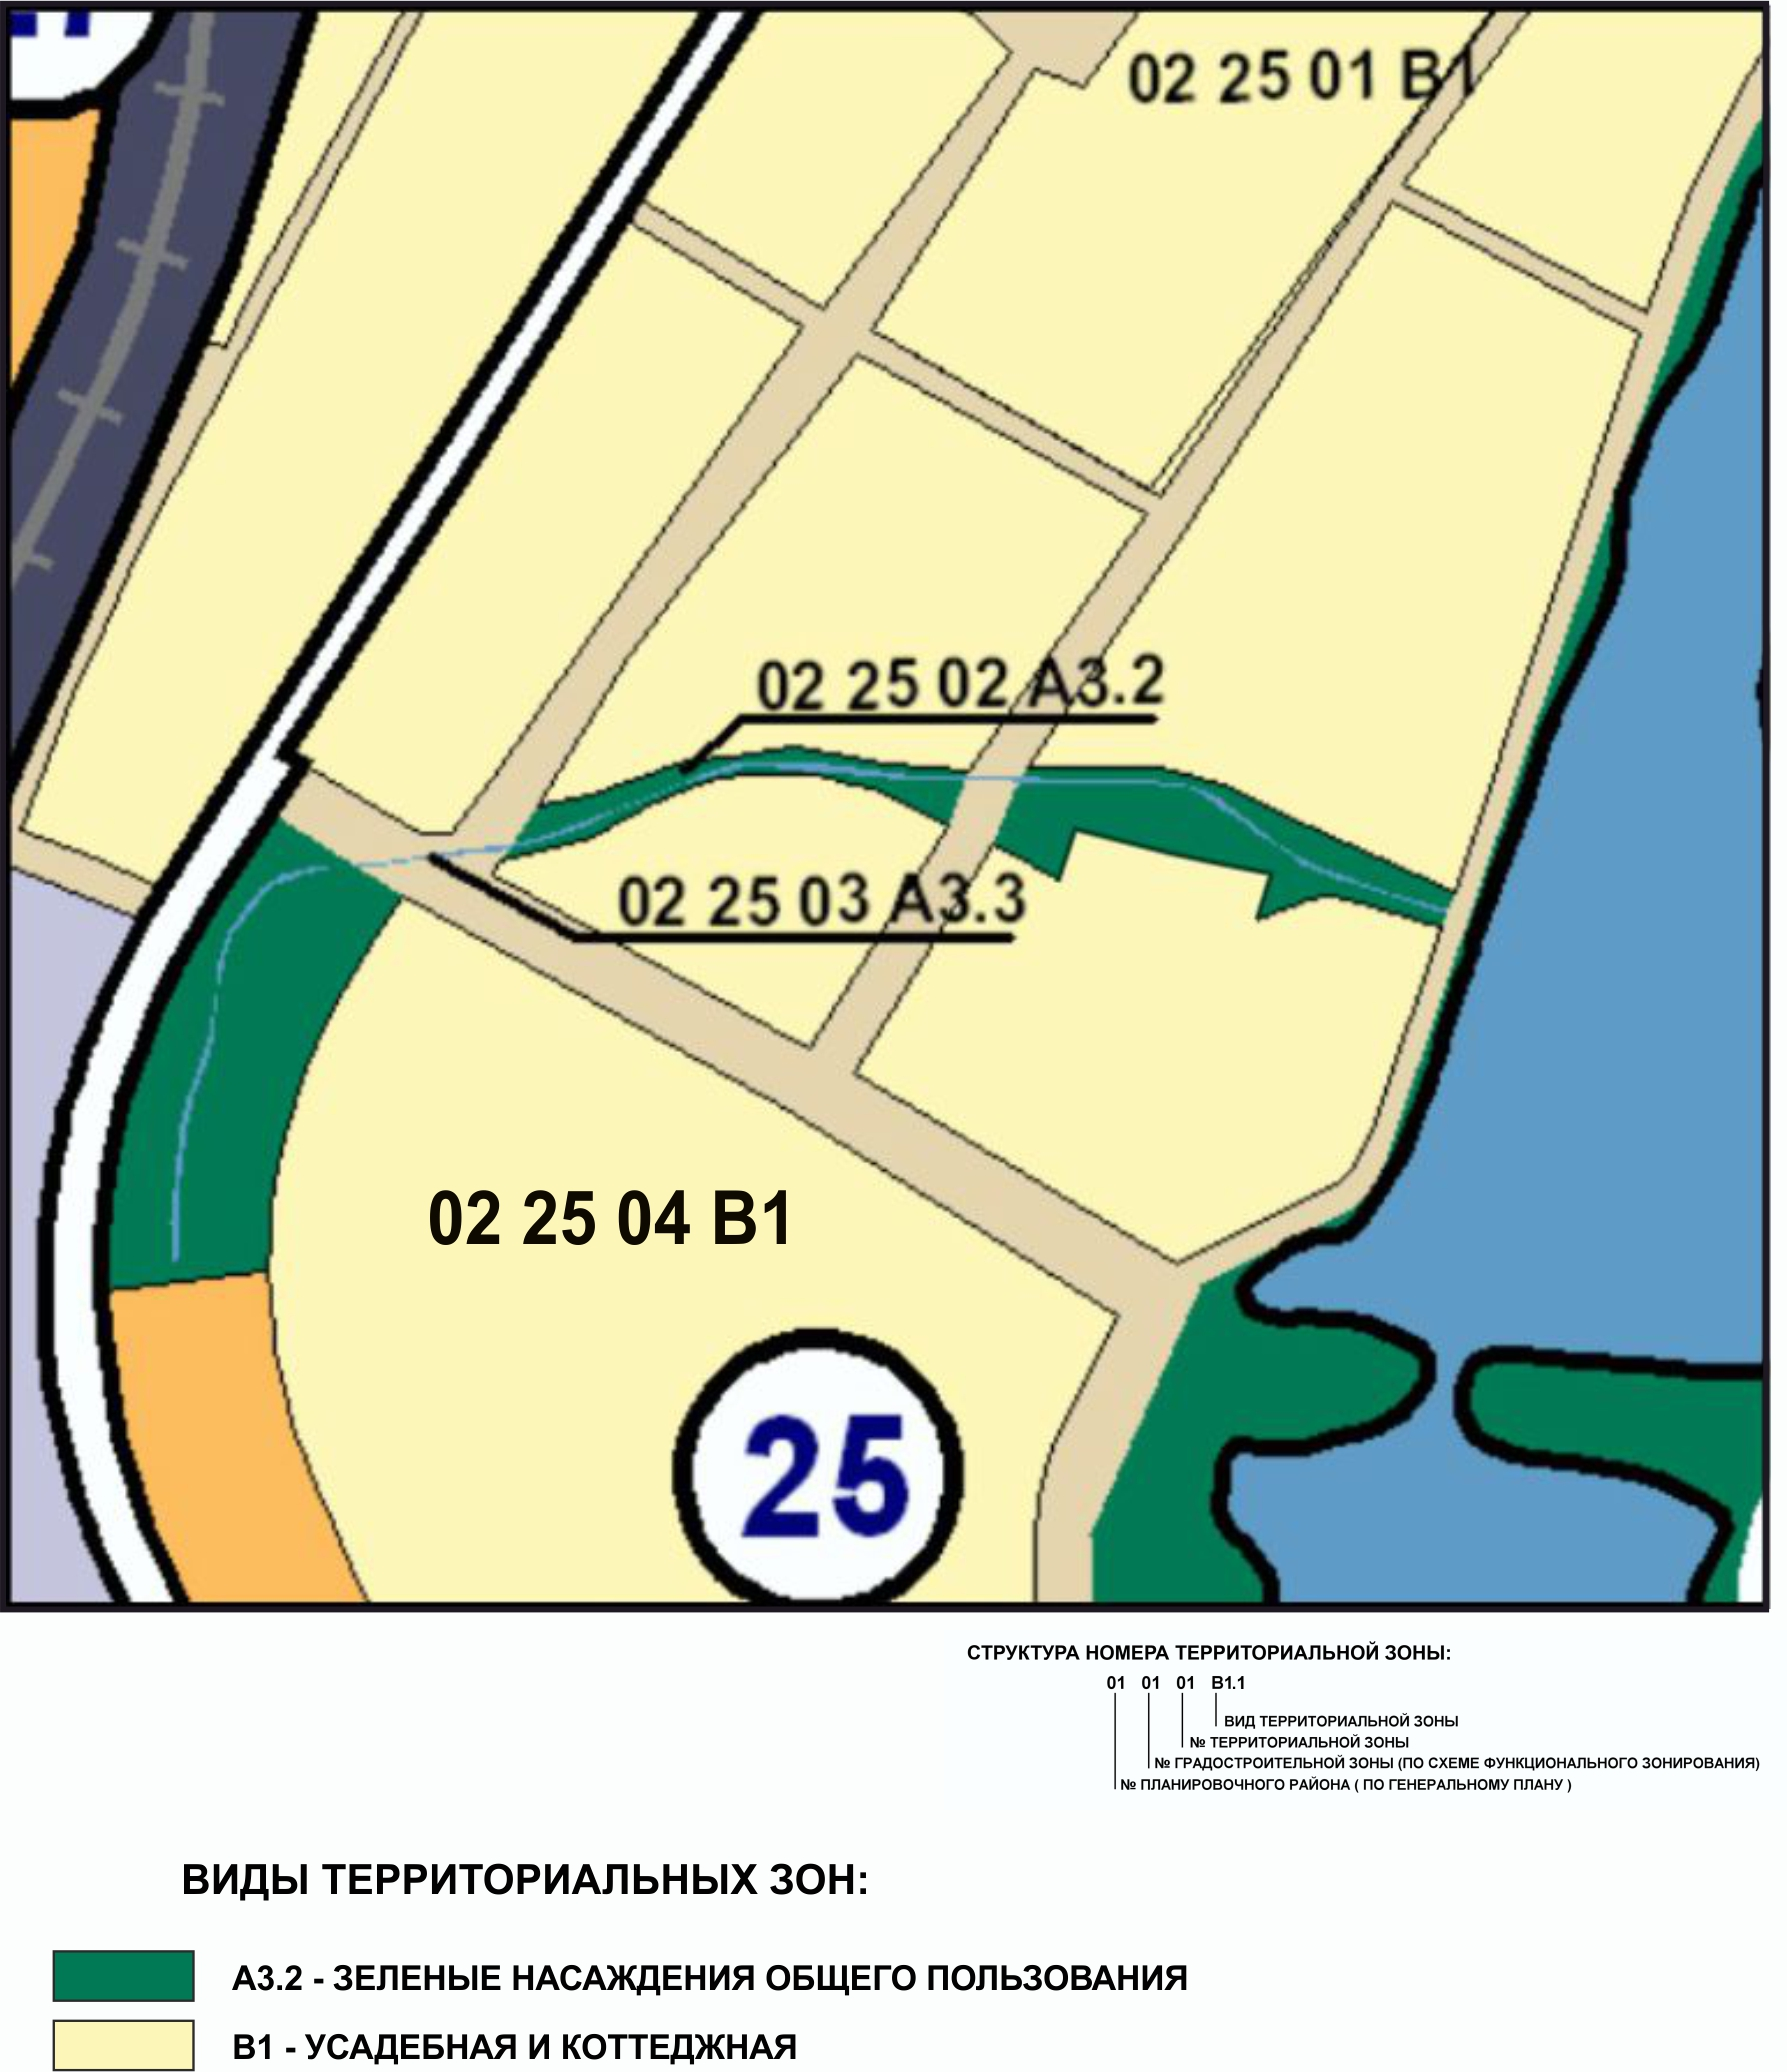 02 25 01 В1
02 25 02 А3.2
02 25 03 А3.3
02 25 04 В1
25
СТРУКТУРА НОМЕРА ТЕРРИТОРИАЛЬНОЙ ЗОНЫ:
01 01 01 В1.1
ВИД ТЕРРИТОРИАЛЬНОЙ ЗОНЫ
№ ТЕРРИТОРИАЛЬНОЙ ЗОНЫ
№ ГРАДОСТРОИТЕЛЬНОЙ ЗОНЫ (ПО СХЕМЕ ФУНКЦИОНАЛЬНОГО ЗОНИРОВАНИЯ)
№ ПЛАНИРОВОЧНОГО РАЙОНА ( ПО ГЕНЕРАЛЬНОМУ ПЛАНУ )
ВИДЫ ТЕРРИТОРИАЛЬНЫХ ЗОН:
А3.2 - ЗЕЛЕНЫЕ НАСАЖДЕНИЯ ОБЩЕГО ПОЛЬЗОВАНИЯ
В1 - УСАДЕБНАЯ И КОТТЕДЖНАЯ